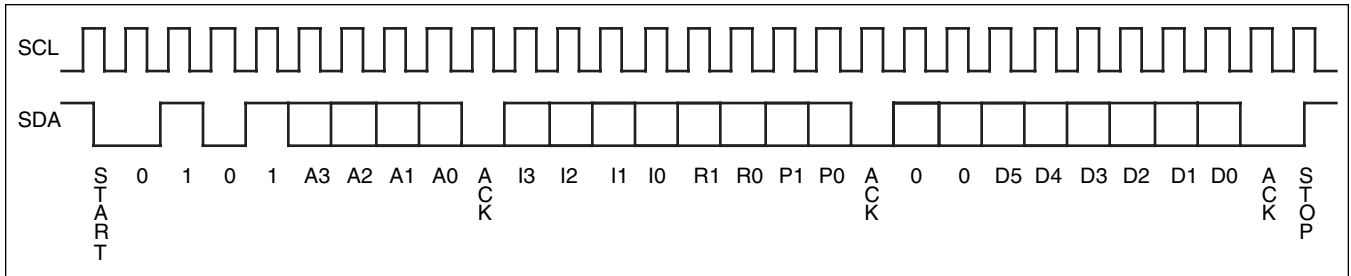 SCL
SDA
START 0 1 0 1 A3 A2 A1 A0 ACK I3 I2 I1 I0 R1 R0 P1 P0 ACK 0 0 D5 D4 D3 D2 D1 D0 ACK STOP